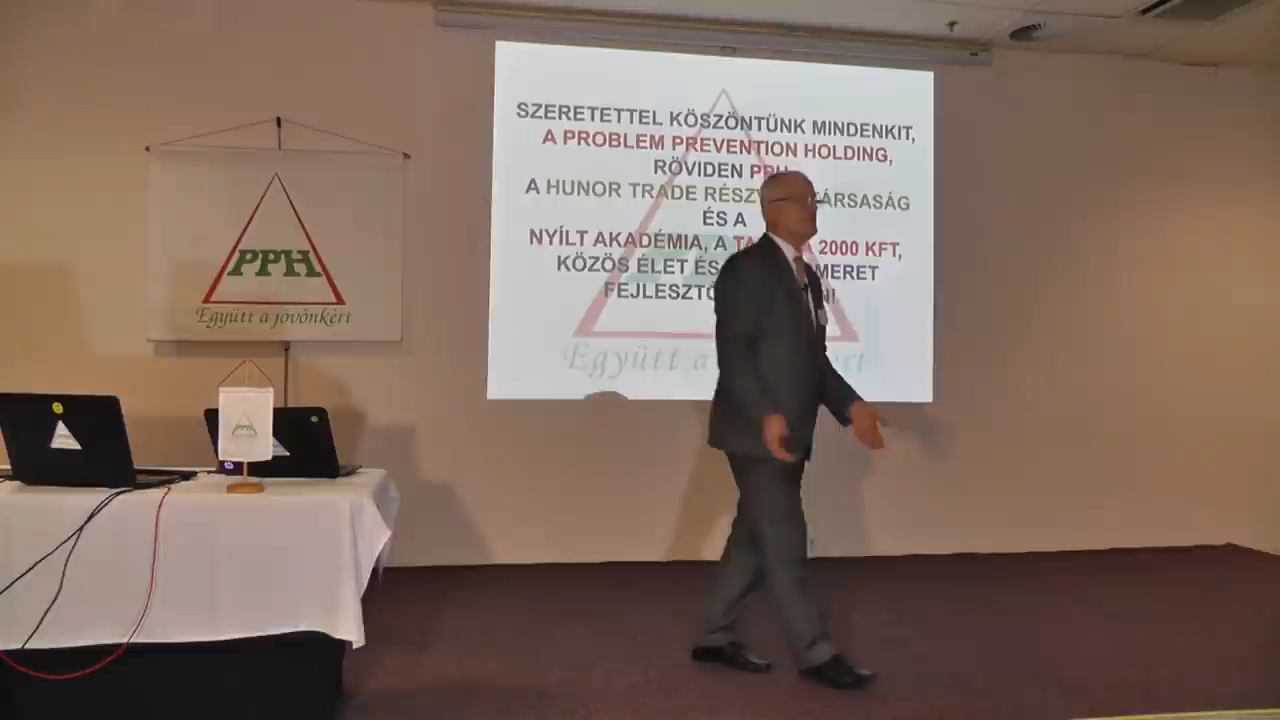 SZERETETTEL KÖSZÖNTÜNK MINDENKIT,
A PROBLEM PREVENTION HOLDING,
RÖVIDEN
A HUNOR TRADE
ÉS A
NYÍLT AKADÉMIA, A 2000 KFT,
KÖZÖS ÉLET ÉS
Együtt a
PPH
Együtt a jövőnkért